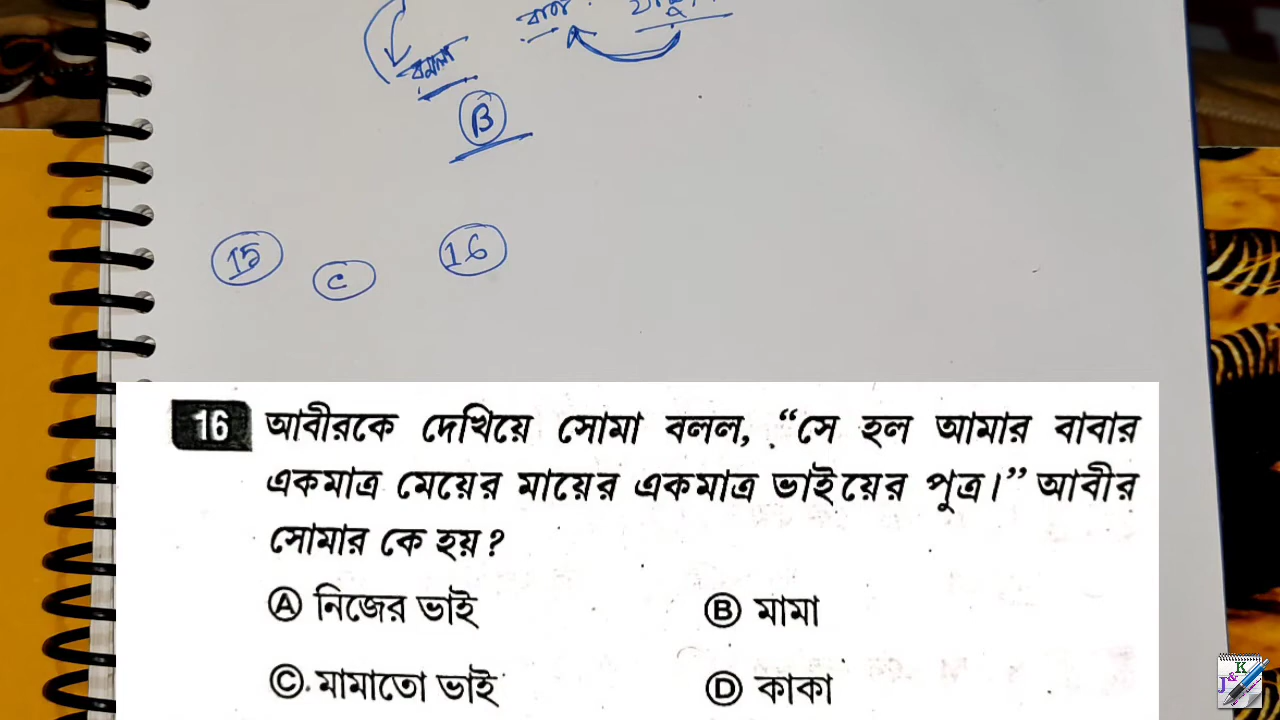 B
15
C
16
16 আবীরকে দেখিয়ে সোমা বলল, “সে হল আমার বাবার
একমাত্র মেয়ের মায়ের একমাত্র ভাইয়ের পুত্র।” আবীর
সোমার কে হয়?
A নিজের ভাই B মামা
C মামাতো ভাই D কাকা
J&K